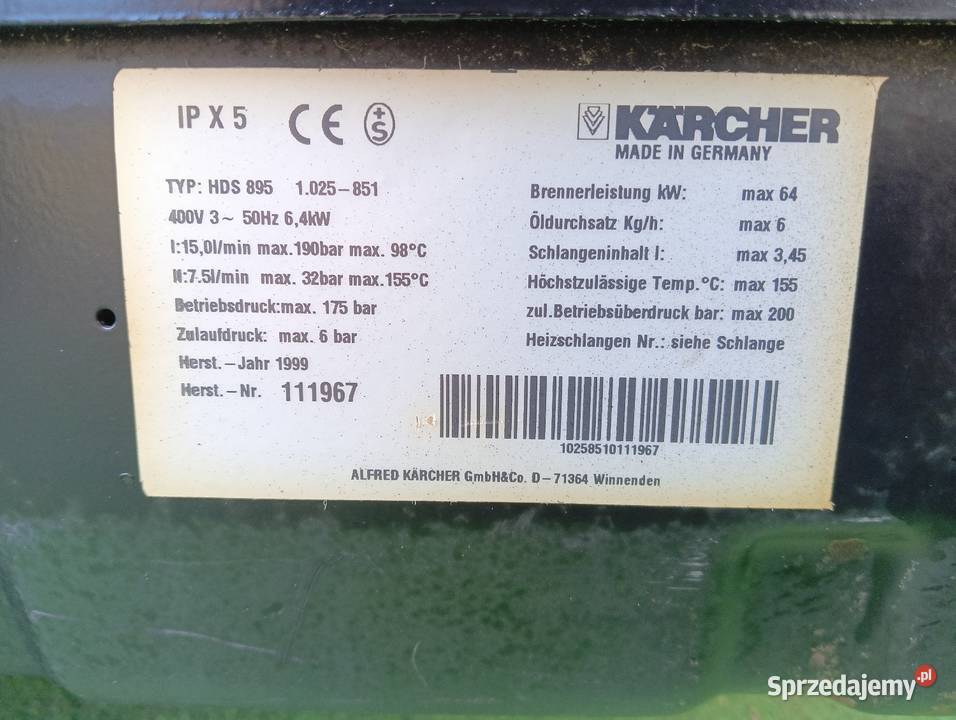 IP X 5 CE +S
KÄRCHER
MADE IN GERMANY
TYP: HDS 895 1.025-851
400V 3~ 50Hz 6,4kW
I:15,0l/min max.190bar max. 98°C
II:7.5l/min max. 32bar max.155°C
Betriebsdruck:max. 175 bar
Zulaufdruck: max. 6 bar
Herst.-Jahr 1999
Herst.-Nr. 111967
Brennerleistung kW: max 64
Öldurchsatz Kg/h: max 6
Schlangeninhalt l: max 3,45
Höchstzulässige Temp.°C: max 155
zul.Betriebsüberdruck bar: max 200
Heizschlangen Nr.: siehe Schlange
10258510111967
ALFRED KÄRCHER GmbH&Co. D-71364 Winnenden
Sprzedajemy.pl